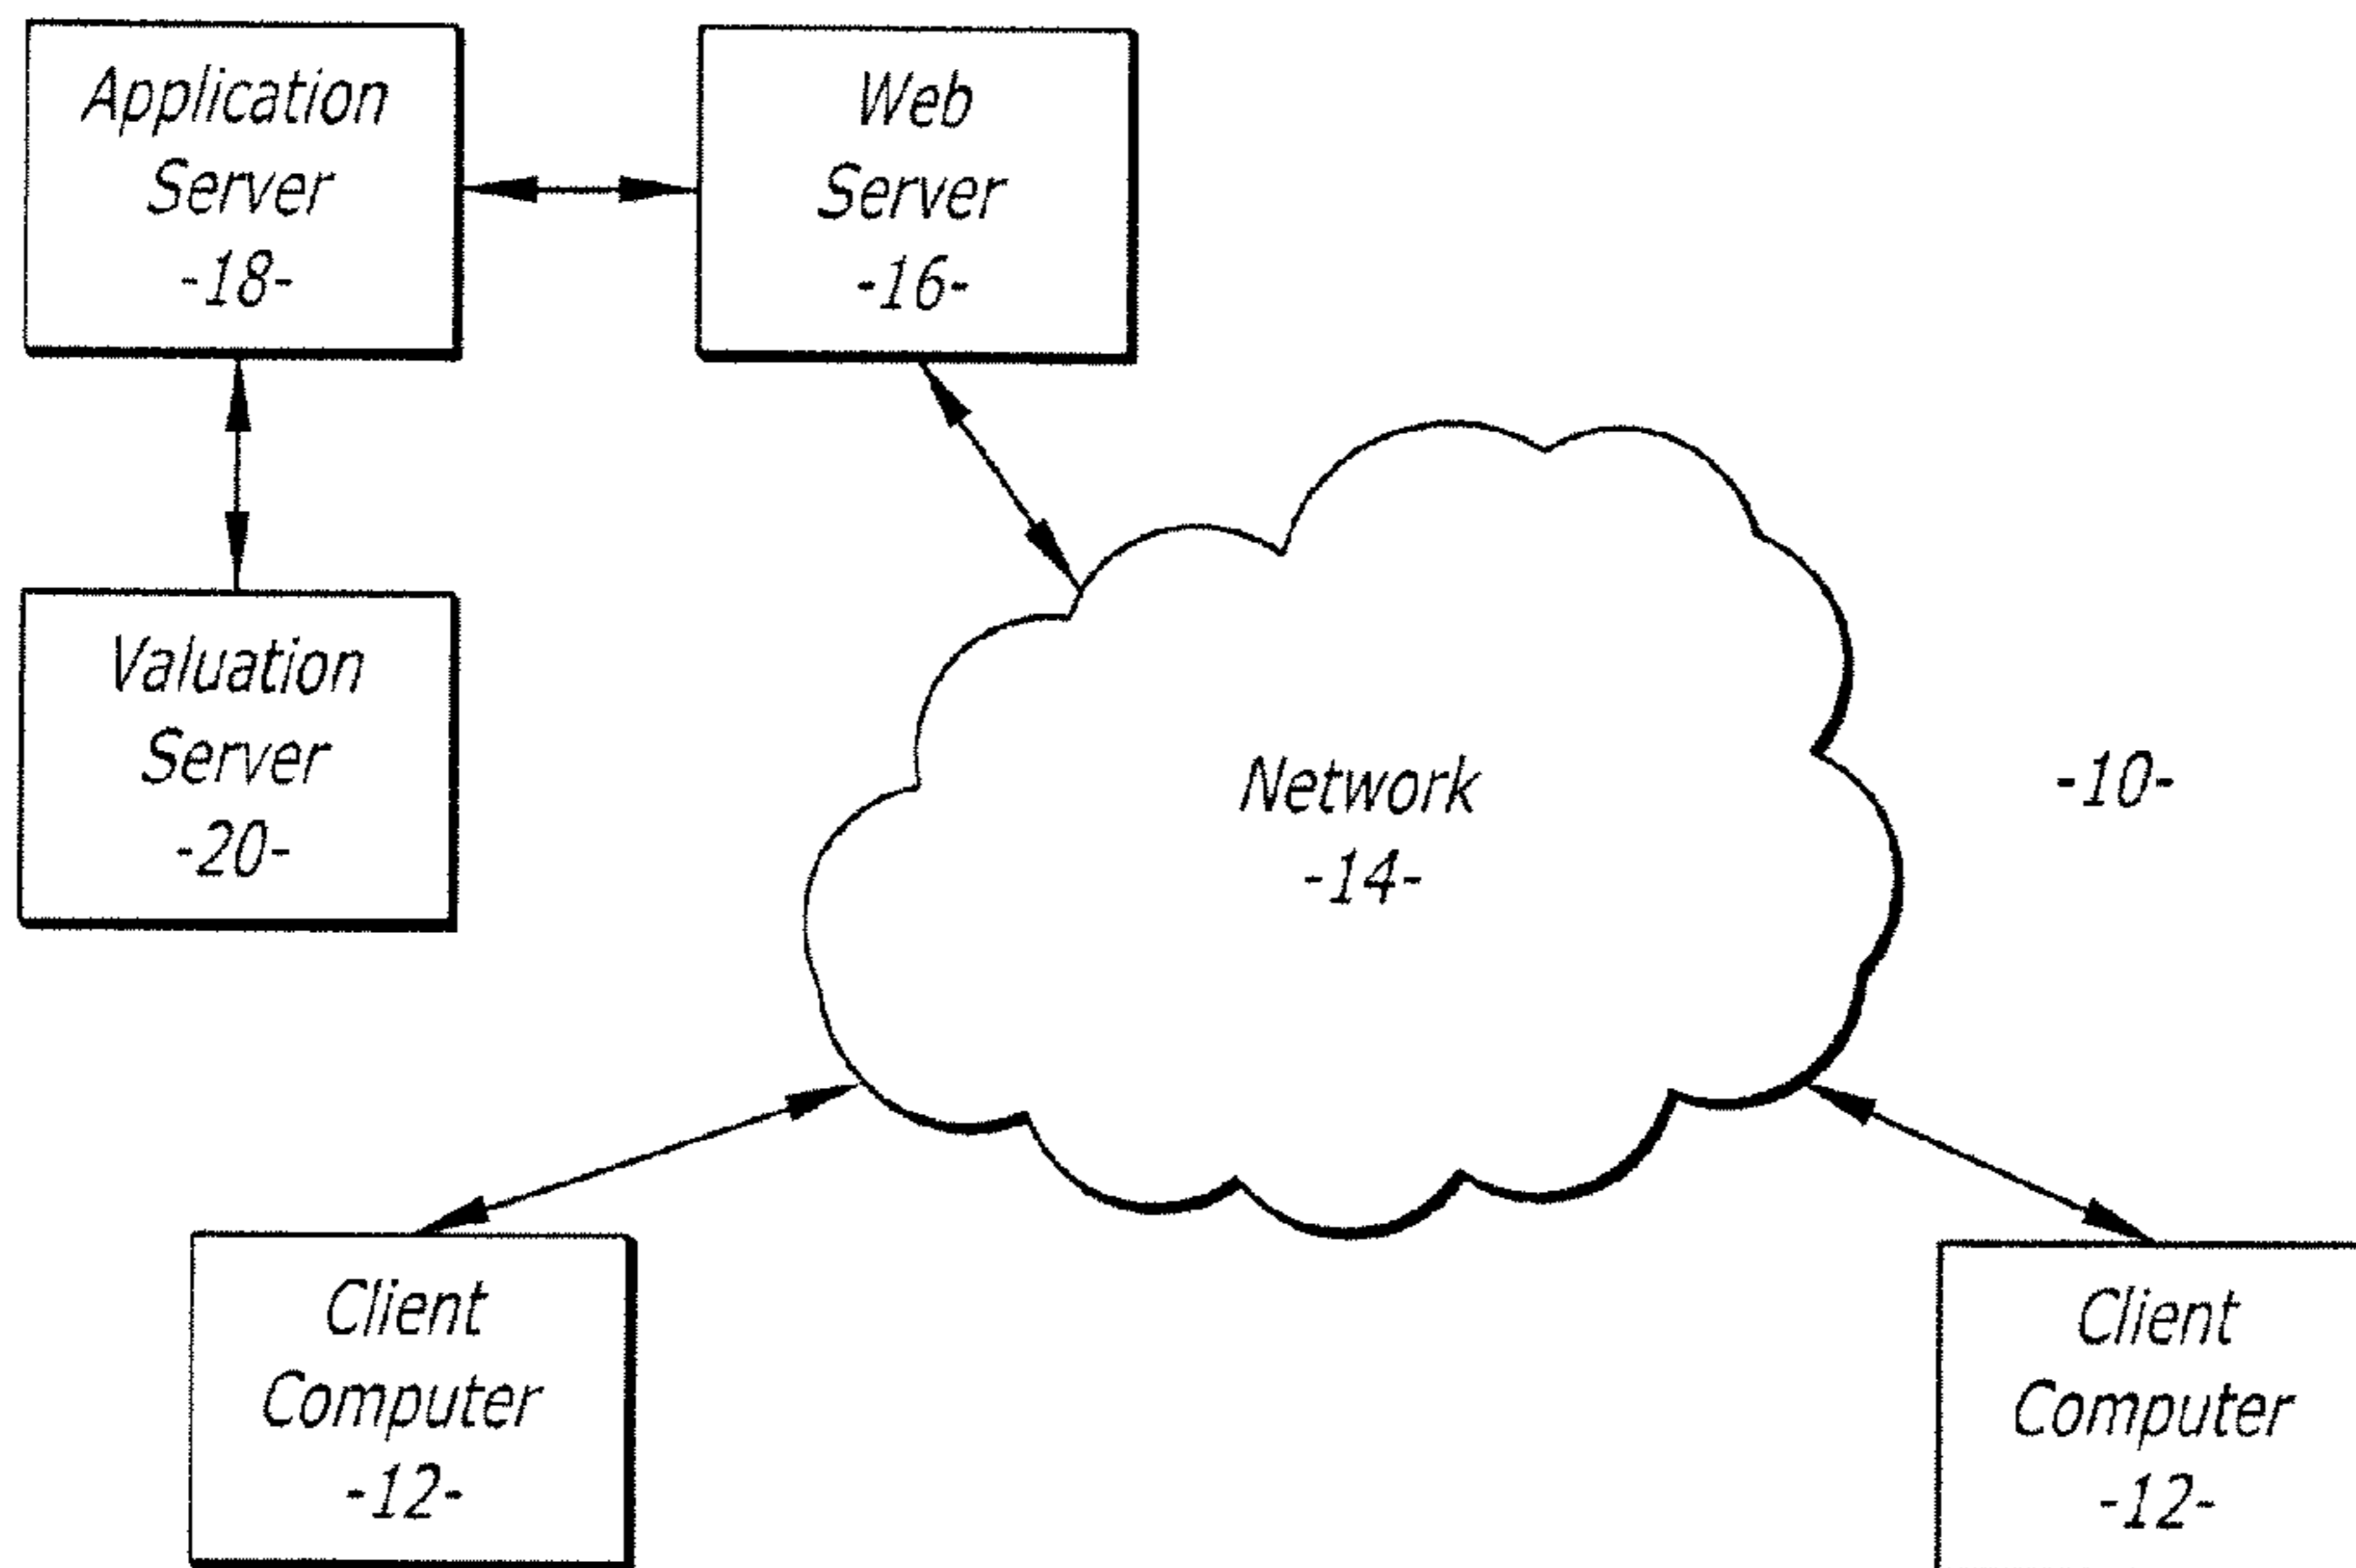 Application
Server
-18-
Web
Server
-16-
Valuation
Server
-20-
Network
-14-
-10-
Client
Computer
-12-
Client
Computer
-12-